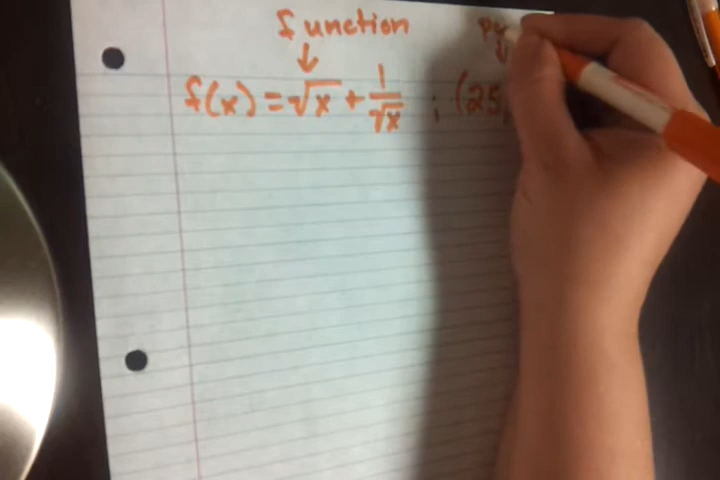 function
↓
f(x) = √x + 1/√x ; (25,